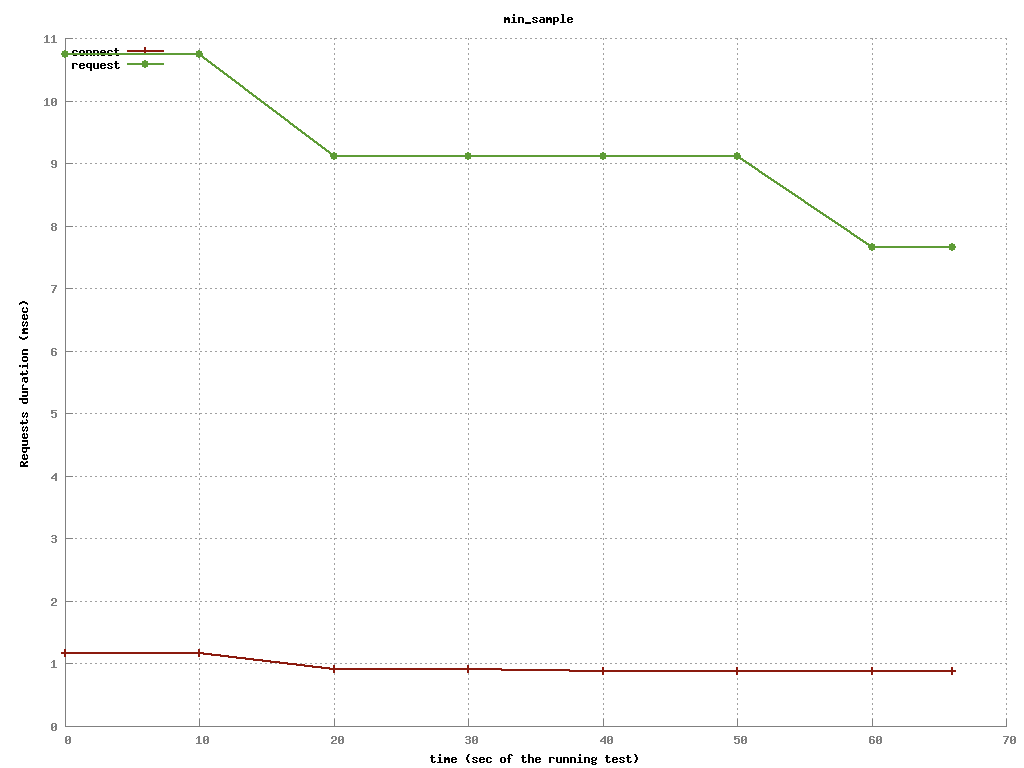 min_sample
11
connect
request
10
9
8
7
6
5
4
3
2
1
0
Requests duration (msec)
0 10 20 30 40 50 60 70
time (sec of the running test)